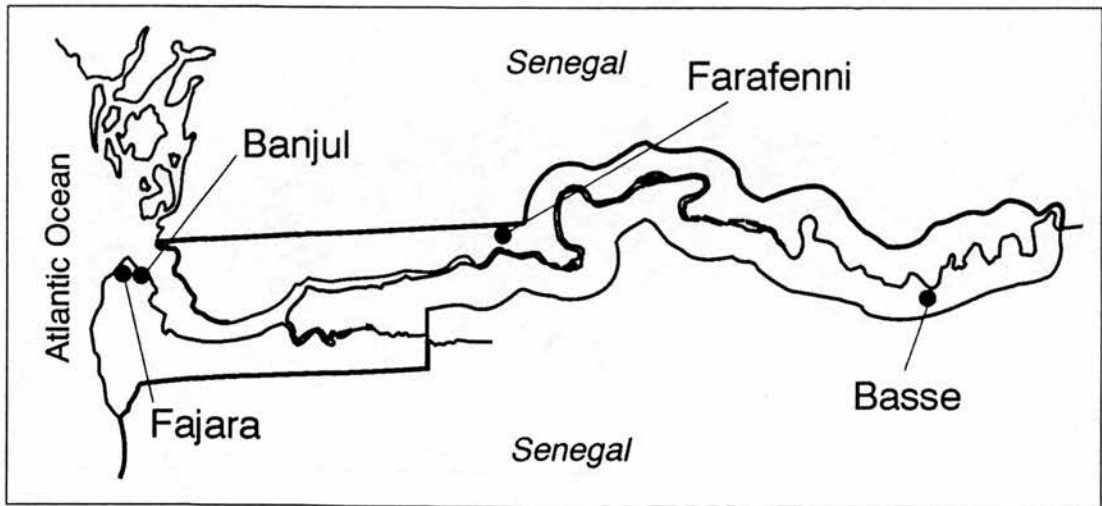 Senegal
Farafenni
Banjul
Atlantic Ocean
Fajara
Basse
Senegal